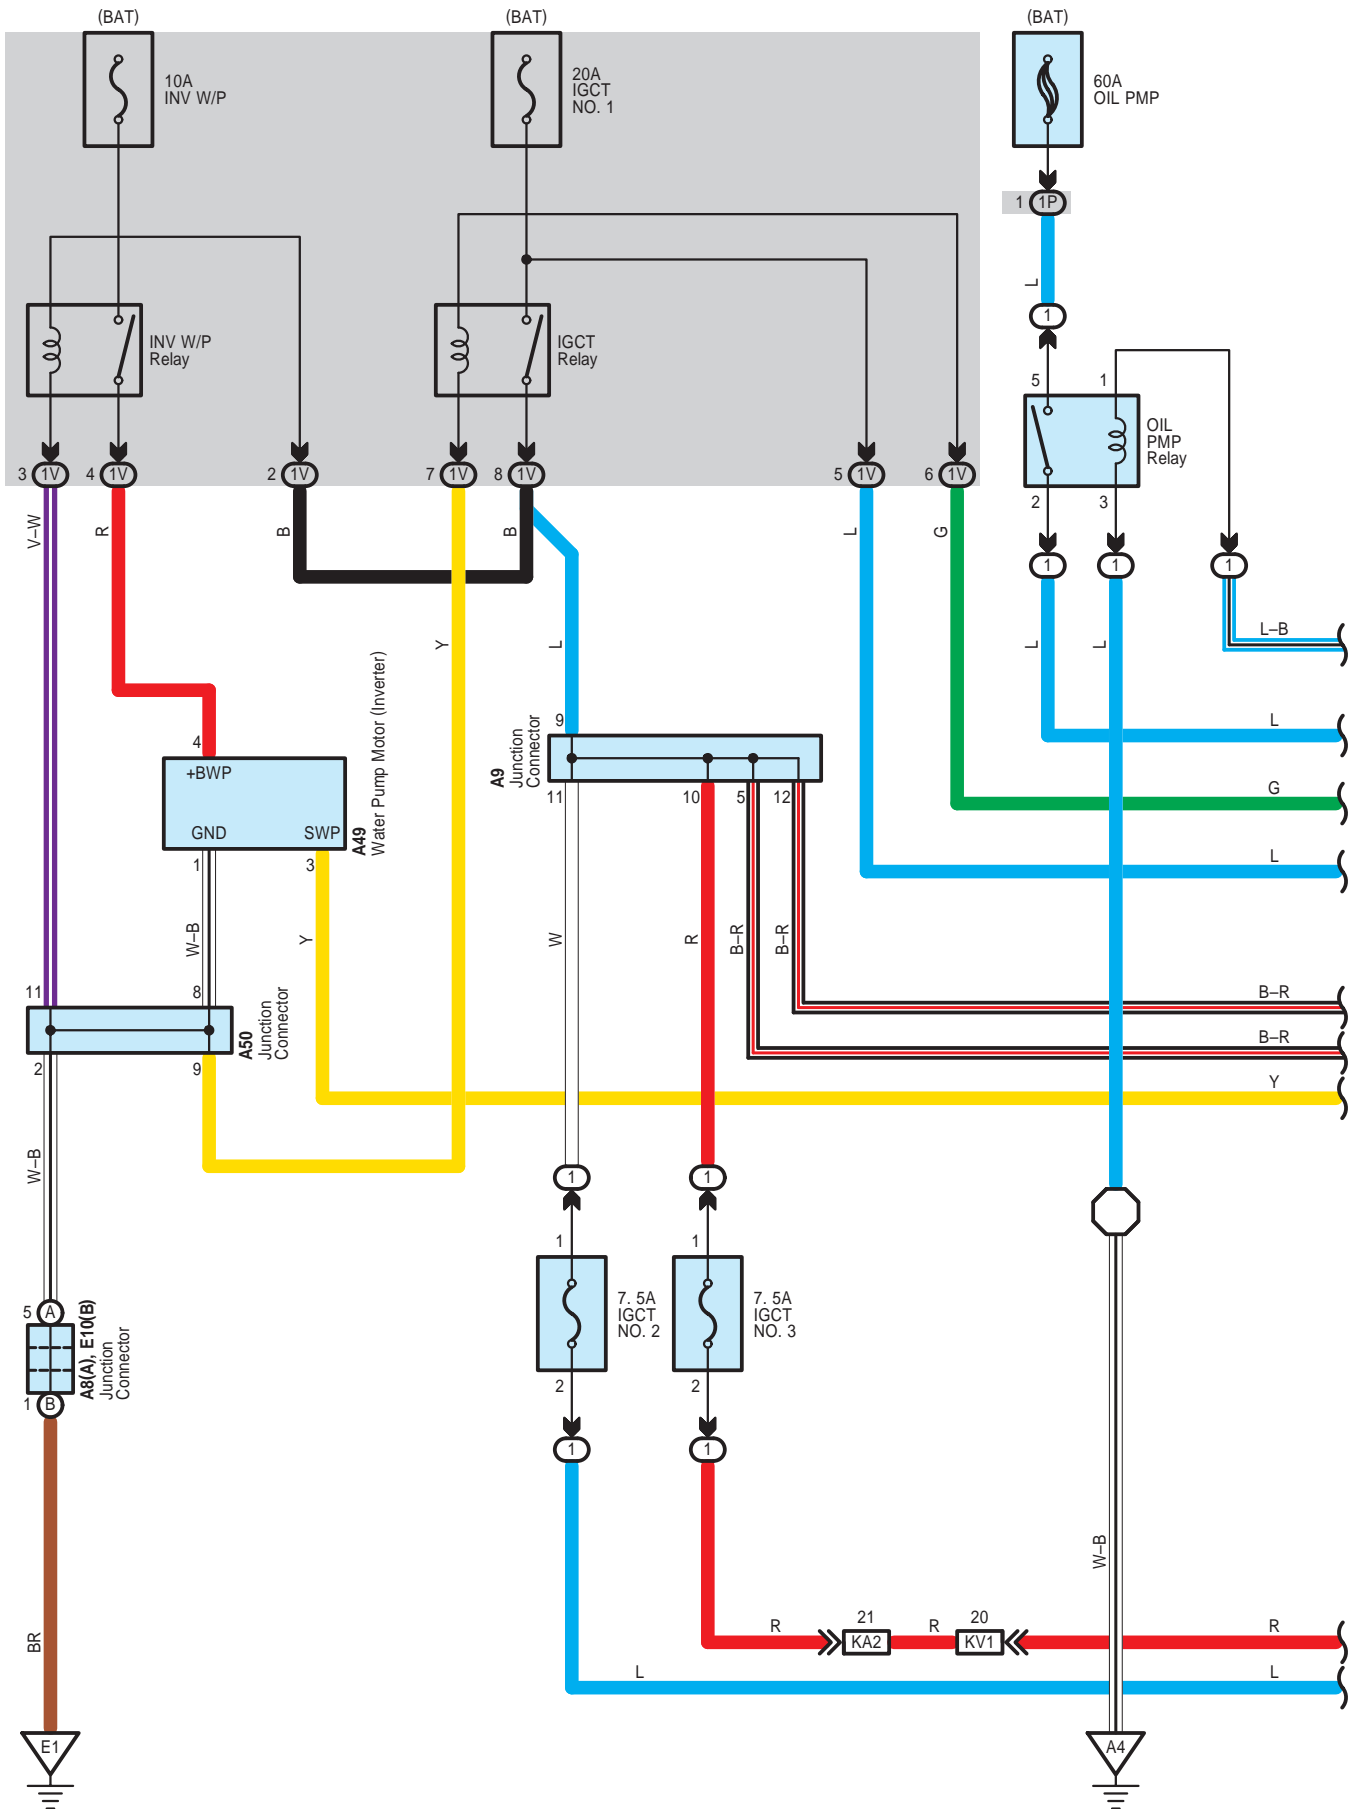 (BAT)
(BAT)
(BAT)
10A
INV W/P
20A
IGCT
NO. 1
60A
OIL PMP
1 1P
L
1
INV W/P
Relay
IGCT
Relay
5 1
OIL
PMP
Relay
2 3
3 1V
4 1V
2 1V
7 1V
8 1V
5 1V
6 1V
V–W
R
B
B
L
G
1
1
1
Y
L
L
L
L–B
L
G
L
4
+BWP
GND
SWP
1
3
A49
Water Pump Motor (Inverter)
9
A9
Junction
Connector
11
10
5
12
W–B
Y
W
R
B–R
B–R
B–R
B–R
Y
11
8
2
9
A50
Junction
Connector
W–B
1
1
1
1
7. 5A
IGCT
NO. 2
7. 5A
IGCT
NO. 3
2
2
1
1
5 A
1 B
A8(A), E10(B)
Junction
Connector
BR
W–B
R
21
KA2
R
20
KV1
R
L
L
E1
A4